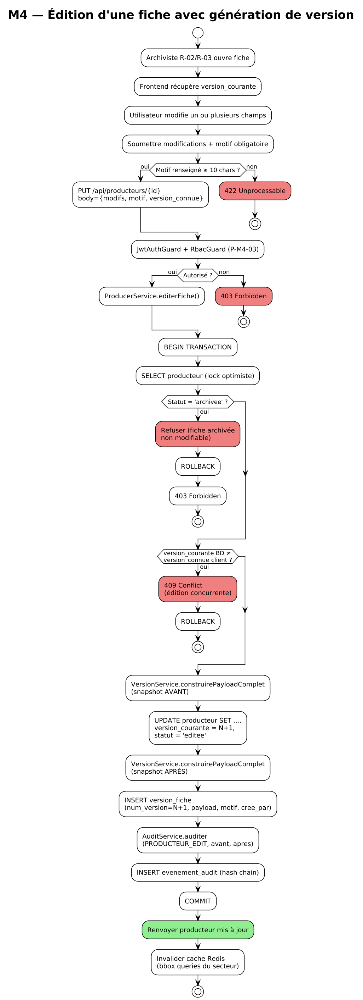 M4 — Édition d'une fiche avec génération de version
Archiviste R-02/R-03 ouvre fiche
Frontend récupère version_courante
Utilisateur modifie un ou plusieurs champs
Soumettre modifications + motif obligatoire
oui
Motif renseigné ≥ 10 chars ?
non
PUT /api/producteurs/{id}
body={modifs, motif, version_connue}
422 Unprocessable
JwtAuthGuard + RbacGuard (P-M4-03)
oui
Autorisé ?
non
ProducerService.editerFiche()
403 Forbidden
BEGIN TRANSACTION
SELECT producteur (lock optimiste)
Statut = 'archivee' ?
oui
Refuser (fiche archivée
non modifiable)
ROLLBACK
403 Forbidden
version_courante BD ≠
version_connue client ?
oui
409 Conflict
(édition concurrente)
ROLLBACK
VersionService.construirePayloadComplet
(snapshot AVANT)
UPDATE producteur SET ...,
version_courante = N+1,
statut = 'editee'
VersionService.construirePayloadComplet
(snapshot APRÈS)
INSERT version_fiche
(num_version=N+1, payload, motif, cree_par)
AuditService.auditer
(PRODUCTEUR_EDIT, avant, apres)
INSERT evenement_audit (hash chain)
COMMIT
Renvoyer producteur mis à jour
Invalider cache Redis
(bbox queries du secteur)